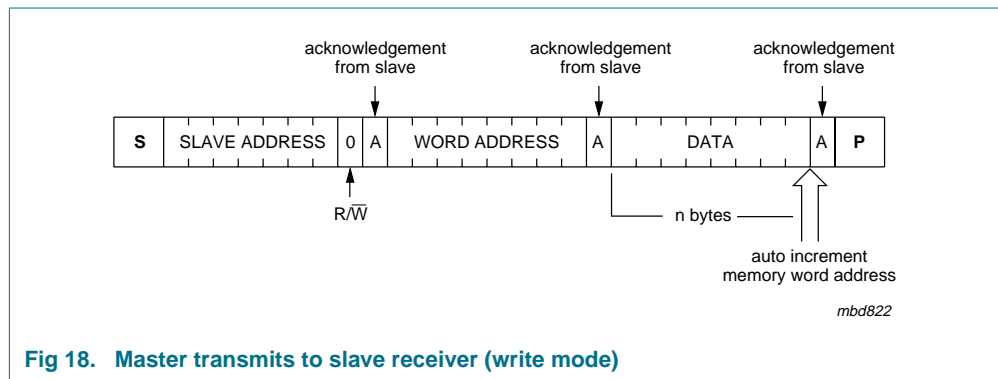 acknowledgement from slave
acknowledgement from slave
acknowledgement from slave
S SLAVE ADDRESS 0 A WORD ADDRESS A DATA A P
R/W̅
n bytes
auto increment
memory word address
mbd822
Fig 18. Master transmits to slave receiver (write mode)